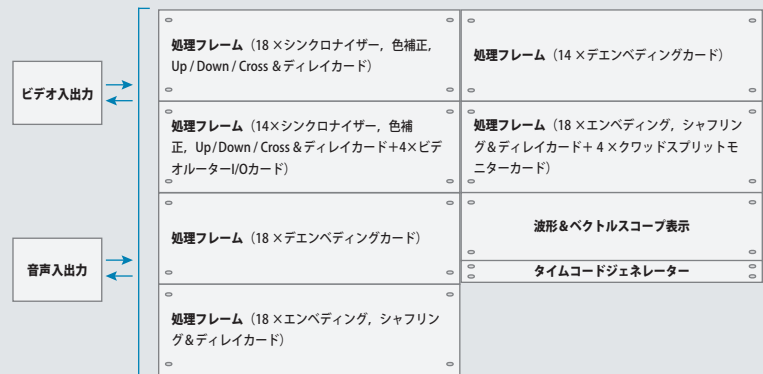 ビデオ入出力
音声入出力
処理フレーム（18 ×シンクロナイザー，色補正，
Up / Down / Cross ＆ディレイカード）
処理フレーム（14×シンクロナイザー，色補
正，Up/Down / Cross ＆ディレイカード＋4×ビデ
オルーターI/Oカード）
処理フレーム（18 ×デエンベディングカード）
処理フレーム（18 ×エンベディング，シャフリン
グ＆ディレイカード）
処理フレーム（14 ×デエンベディングカード）
処理フレーム（18 ×エンベディング，シャフリン
グ＆ディレイカード＋ 4 ×クワッドスプリットモ
ニターカード）
波形＆ベクトルスコープ表示
タイムコードジェネレーター